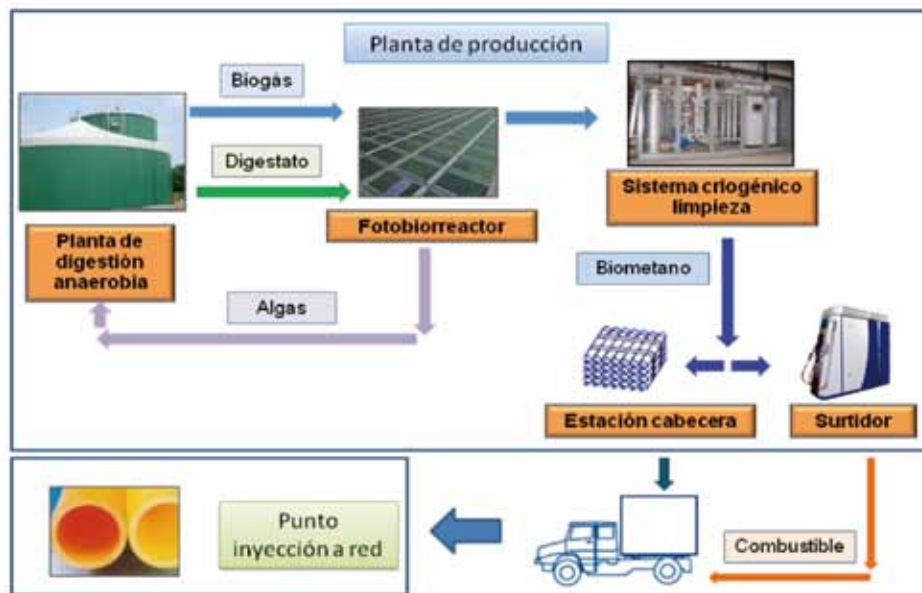 Planta de producción
Biogás
Digestato
Fotobiorreactor
Sistema criogénico
limpieza
Planta de
digestión
anaerobia
Algas
Biometano
Estación cabecera
Surtidor
Punto
inyección a red
Combustible